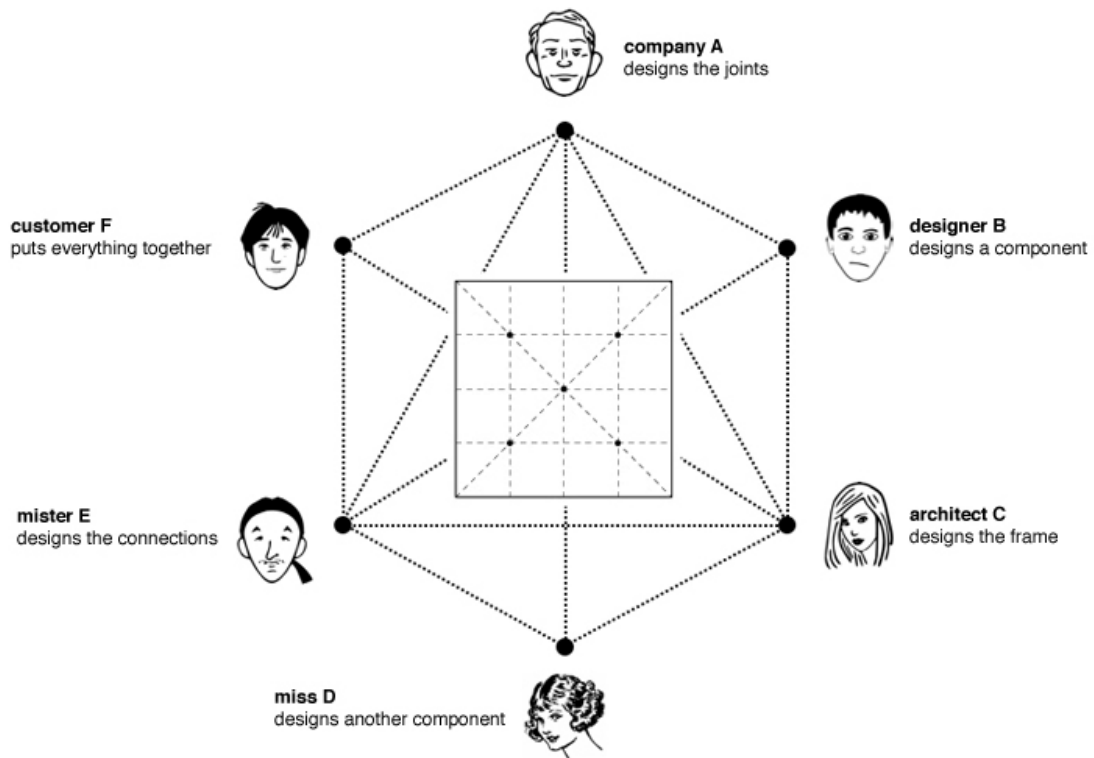 company A
designs the joints
customer F
puts everything together
designer B
designs a component
mister E
designs the connections
architect C
designs the frame
miss D
designs another component